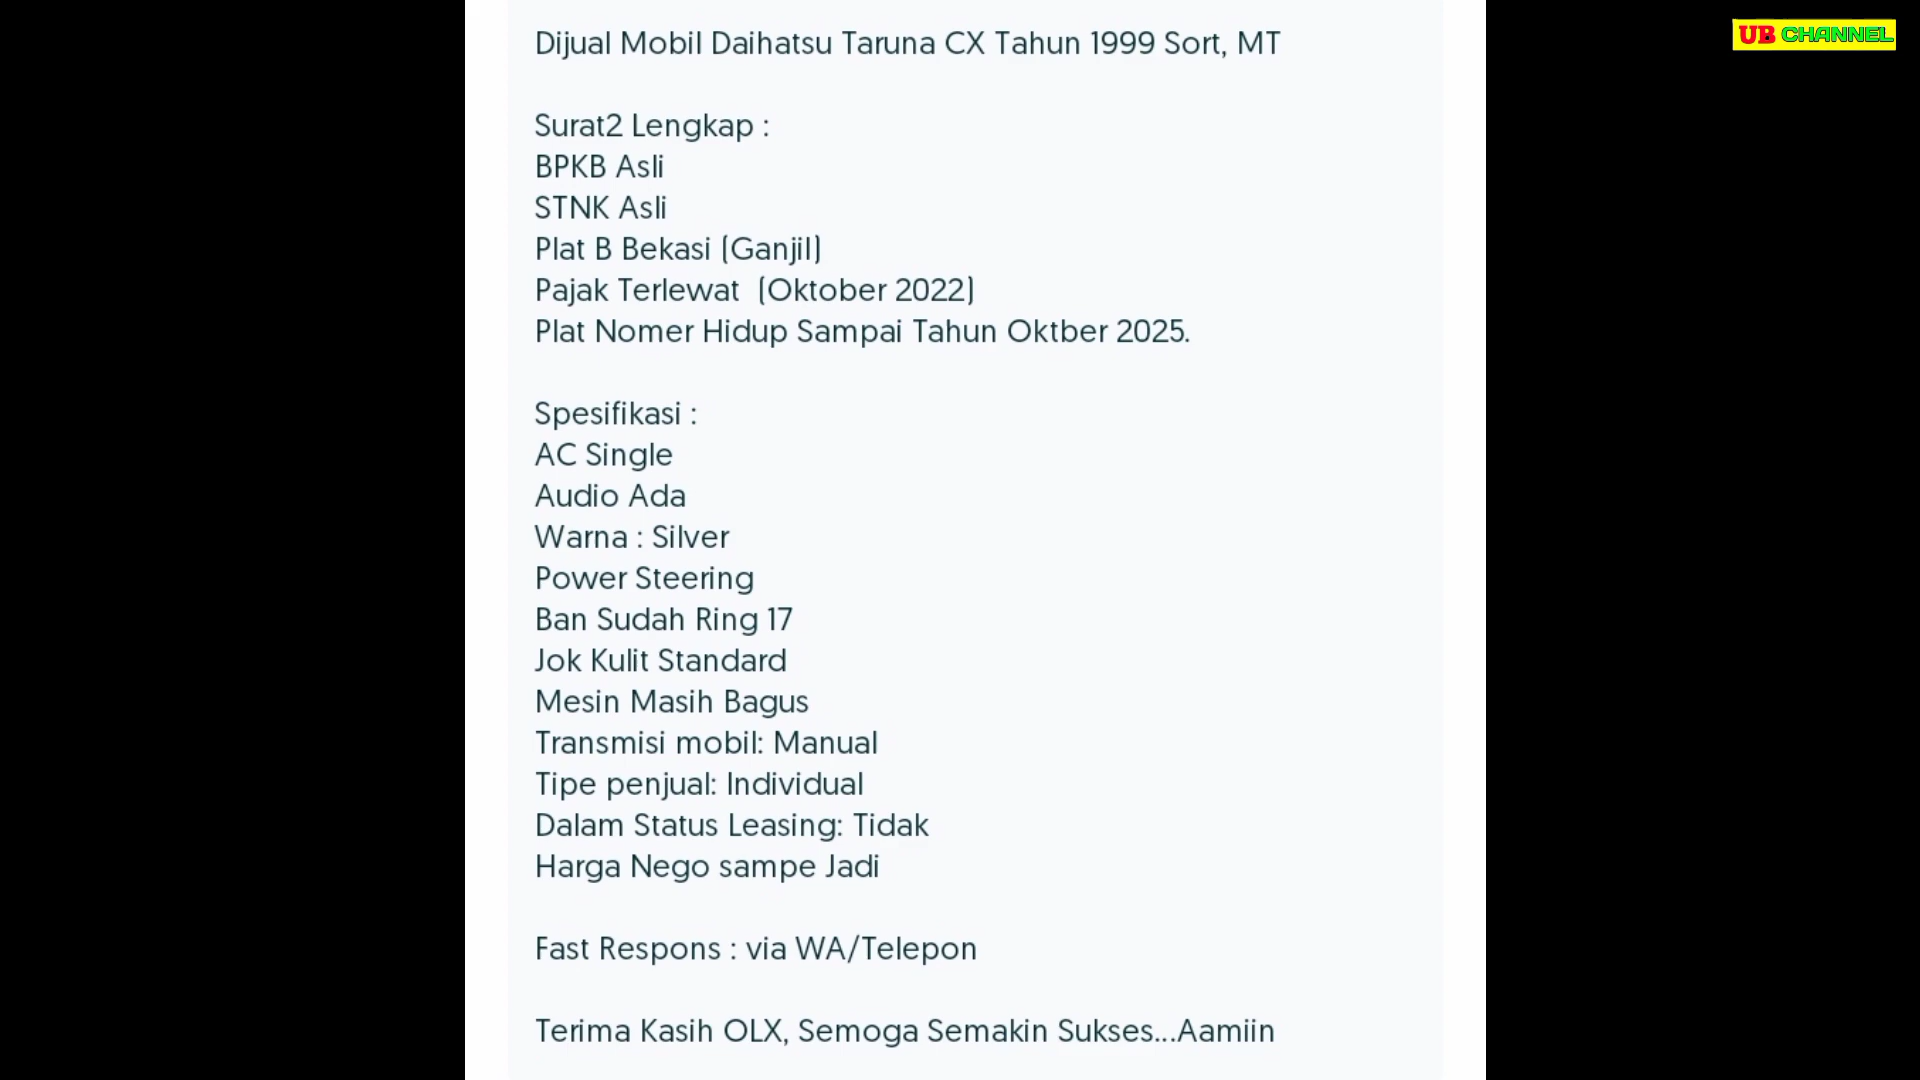 Dijual Mobil Daihatsu Taruna CX Tahun 1999 Sort, MT
UB CHANNEL
Surat2 Lengkap :
BPKB Asli
STNK Asli
Plat B Bekasi (Ganjil)
Pajak Terlewat (Oktober 2022)
Plat Nomer Hidup Sampai Tahun Oktber 2025.
Spesifikasi :
AC Single
Audio Ada
Warna : Silver
Power Steering
Ban Sudah Ring 17
Jok Kulit Standard
Mesin Masih Bagus
Transmisi mobil: Manual
Tipe penjual: Individual
Dalam Status Leasing: Tidak
Harga Nego sampe Jadi
Fast Respons : via WA/Telepon
Terima Kasih OLX, Semoga Semakin Sukses...Aamiin